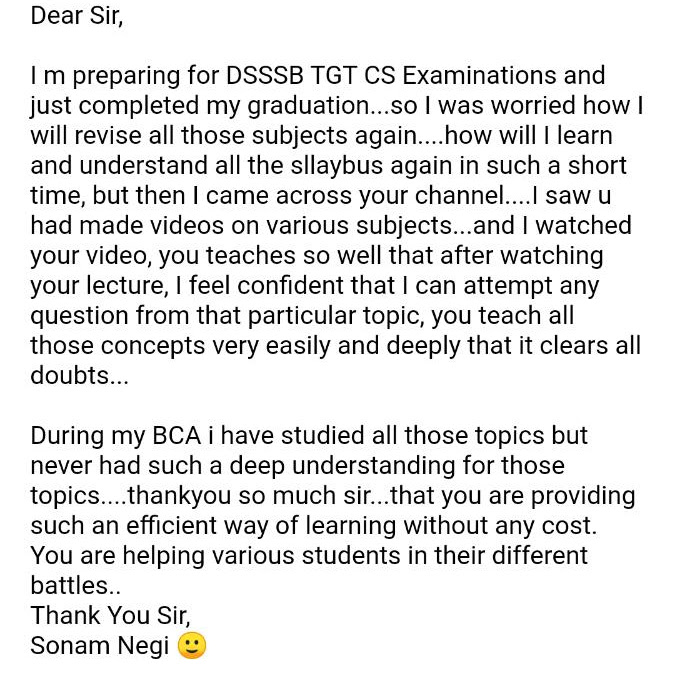 Dear Sir,
I m preparing for DSSSB TGT CS Examinations and
just completed my graduation...so I was worried how I
will revise all those subjects again....how will I learn
and understand all the sllaybus again in such a short
time, but then I came across your channel....I saw u
had made videos on various subjects...and I watched
your video, you teaches so well that after watching
your lecture, I feel confident that I can attempt any
question from that particular topic, you teach all
those concepts very easily and deeply that it clears all
doubts...
During my BCA i have studied all those topics but
never had such a deep understanding for those
topics....thankyou so much sir...that you are providing
such an efficient way of learning without any cost.
You are helping various students in their different
battles..
Thank You Sir,
Sonam Negi 🙂